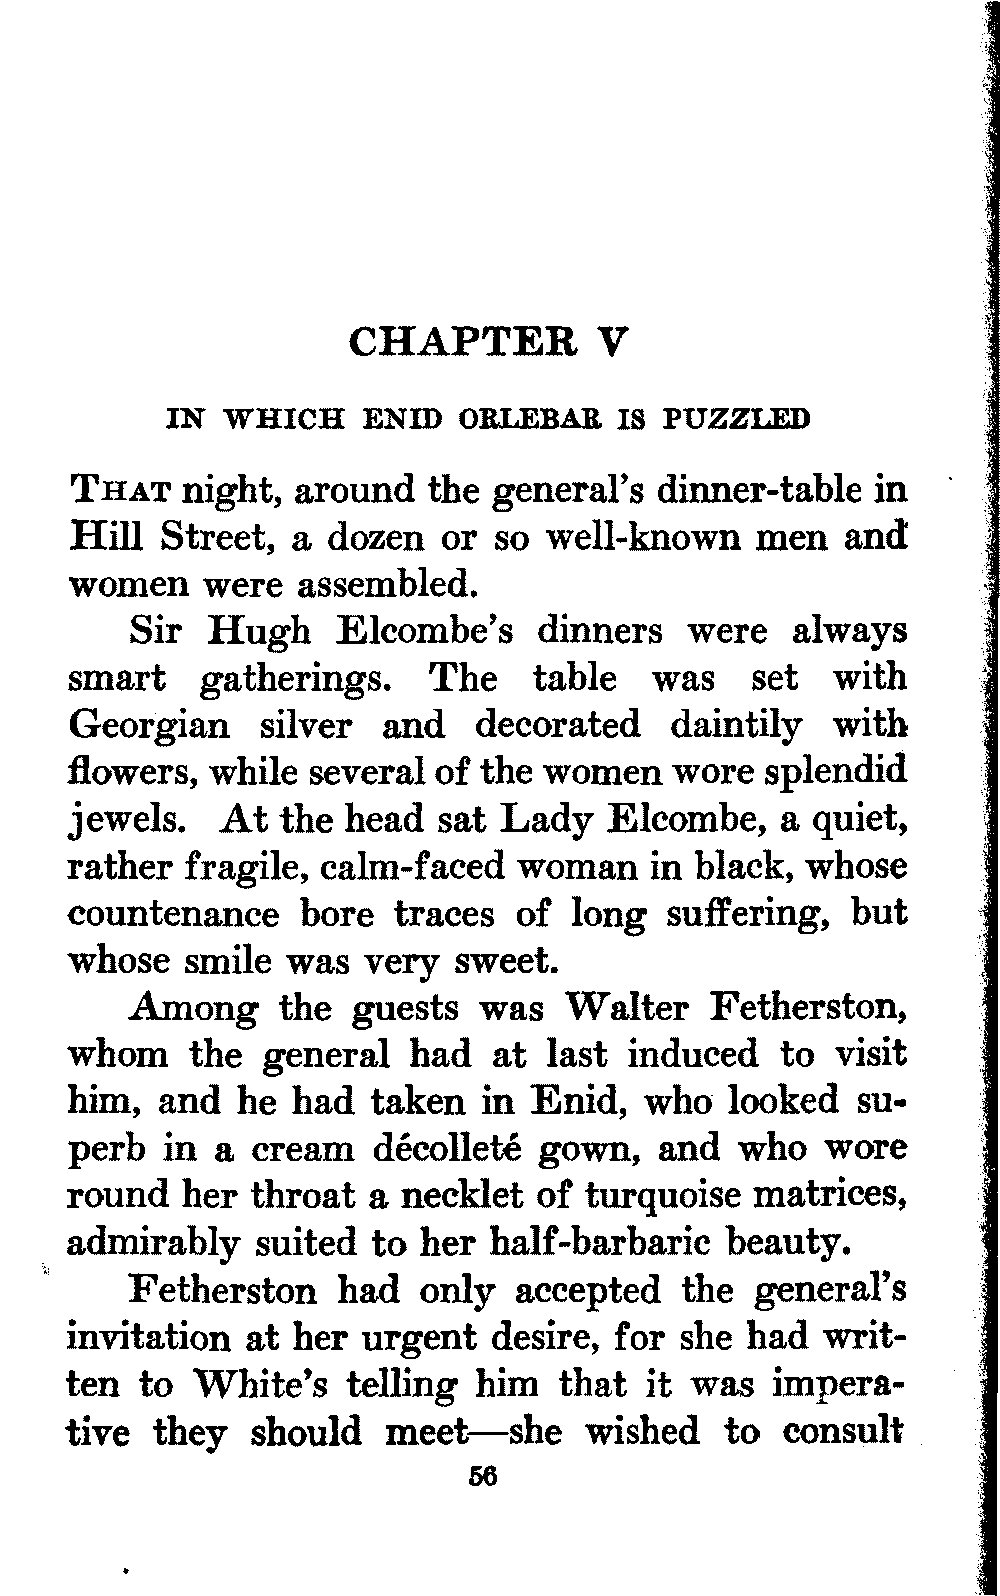 CHAPTER V
IN WHICH ENID ORLEBAR IS PUZZLED
THAT night, around the general's dinner-table in
Hill Street, a dozen or so well-known men and
women were assembled.
Sir Hugh Elcombe's dinners were always
smart gatherings. The table was set with
Georgian silver and decorated daintily with
flowers, while several of the women wore splendid
jewels. At the head sat Lady Elcombe, a quiet,
rather fragile, calm-faced woman in black, whose
countenance bore traces of long suffering, but
whose smile was very sweet.
Among the guests was Walter Fetherston,
whom the general had at last induced to visit
him, and he had taken in Enid, who looked su-
perb in a cream décolleté gown, and who wore
round her throat a necklet of turquoise matrices,
admirably suited to her half-barbaric beauty.
Fetherston had only accepted the general's
invitation at her urgent desire, for she had writ-
ten to White's telling him that it was impera-
tive they should meet—she wished to consult
56